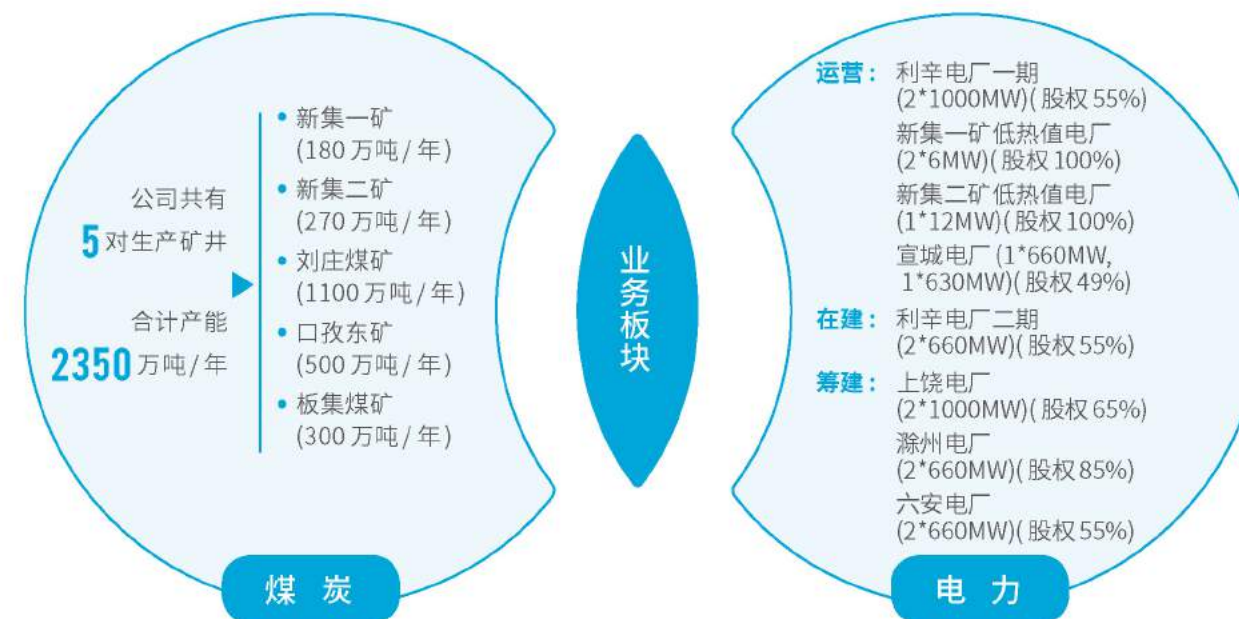 公司共有
5对生产矿井
合计产能
2350万吨/年
• 新集一矿
(180万吨/年)
• 新集二矿
(270万吨/年)
• 刘庄煤矿
(1100万吨/年)
• 口孜东矿
(500万吨/年)
• 板集煤矿
(300万吨/年)
煤 炭
业务板块
运营： 利辛电厂一期
(2*1000MW)(股权55%)
新集一矿低热值电厂
(2*6MW)(股权100%)
新集二矿低热值电厂
(1*12MW)(股权100%)
宣城电厂(1*660MW,
1*630MW)(股权49%)
在建： 利辛电厂二期
(2*660MW)(股权55%)
筹建： 上饶电厂
(2*1000MW)(股权65%)
滁州电厂
(2*660MW)(股权85%)
六安电厂
(2*660MW)(股权55%)
电 力